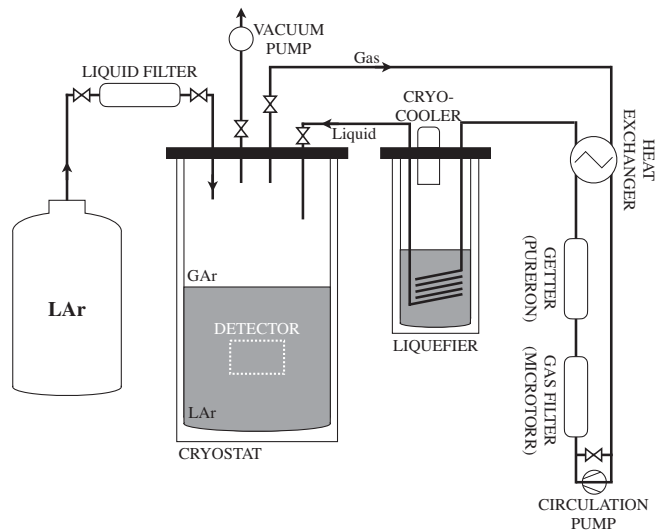 VACUUM
PUMP
Gas
LIQUID FILTER
CRYO-
COOLER
Liquid
HEAT
EXCHANGER
LAr
GAr
DETECTOR
LAr
CRYOSTAT
LIQUEFIER
GETTER
(PURERON)
GAS FILTER
(MICROTORR)
CIRCULATION
PUMP